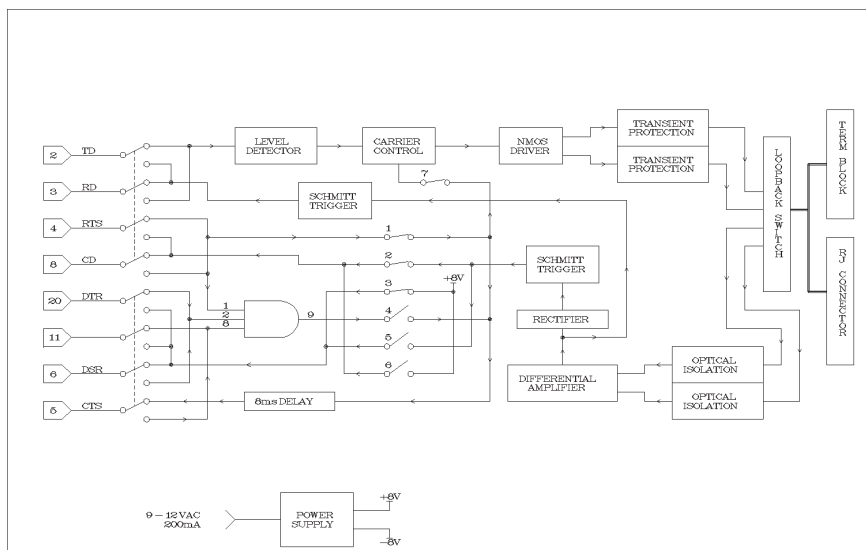 2 TD
LEVEL
DETECTOR
CARRIER
CONTROL
NMOS
DRIVER
TRANSIENT
PROTECTION
TRANSIENT
PROTECTION
LOOPBACK SWITCH
TERM BLOCK
RJ CONNECTOR
3 RD
SCHMITT
TRIGGER
7
4 RTS
1
8 CD
2
SCHMITT
TRIGGER
+8V
3
20 DTR
1
2
8
9
4
RECTIFIER
11
5
6 DSR
6
DIFFERENTIAL
AMPLIFIER
OPTICAL
ISOLATION
OPTICAL
ISOLATION
5 CTS
8ms DELAY
9-12VAC
200mA
POWER
SUPPLY
+8V
-8V